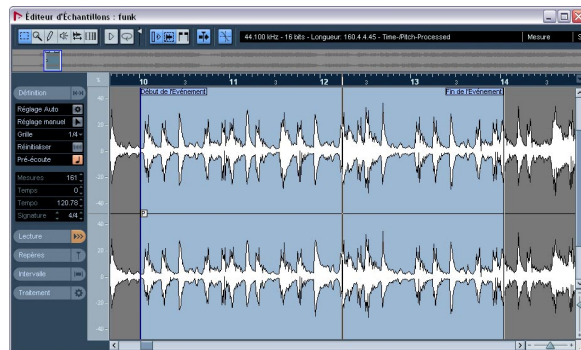 Éditeur d'Échantillons : funk
44.100 kHz - 16 bits - Longueur: 160.4.4.45 - Time-/Pitch-Processed
Mesure
Définition
10 3 11 3 12 3 13 3 14 3
Réglage Auto
Réglage manuel
Grille 1/4
Réinitialiser
Pré-écoute
Mesures 161
Tempo 0
Tempo 120.78
Signature 4/4
Lecture
Repères
Intervalle
Traitement
Début de l'Evénement
Fin de l'Evénement